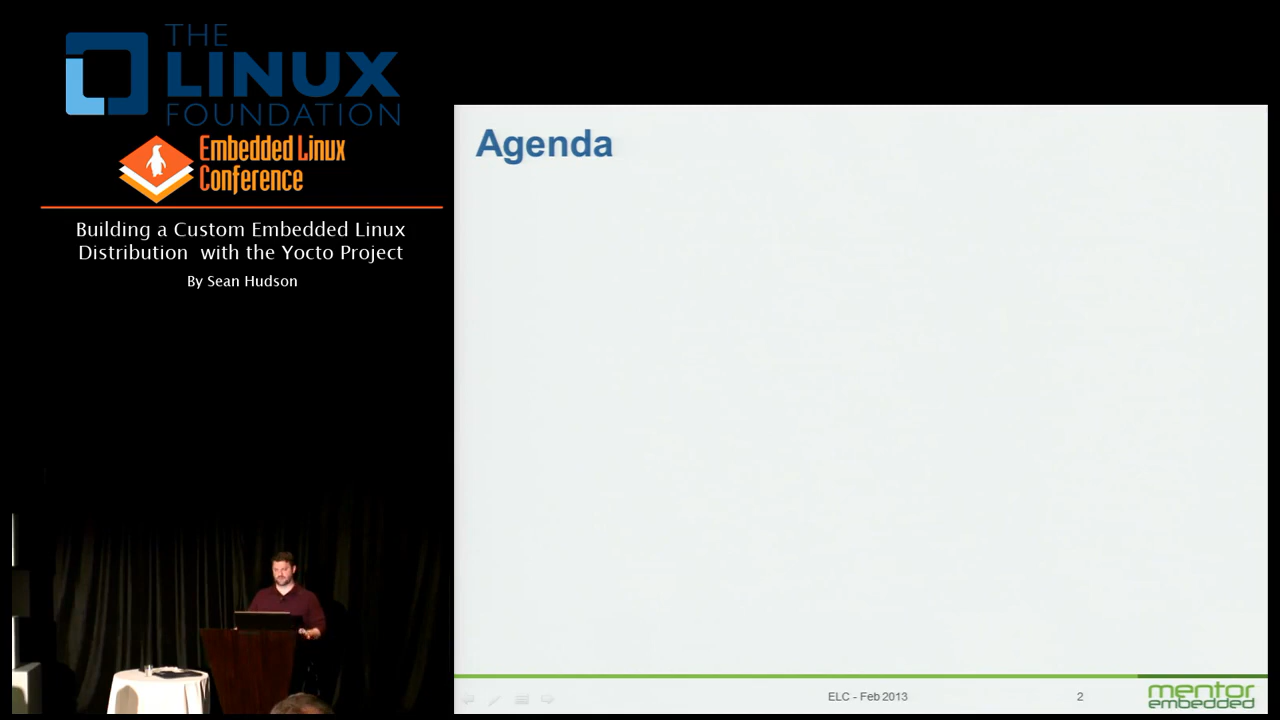 THE
LINUX
FOUNDATION
Embedded Linux
Conference
Building a Custom Embedded Linux
Distribution with the Yocto Project
By Sean Hudson
Agenda
ELC - Feb 2013
2
mentor
embedded